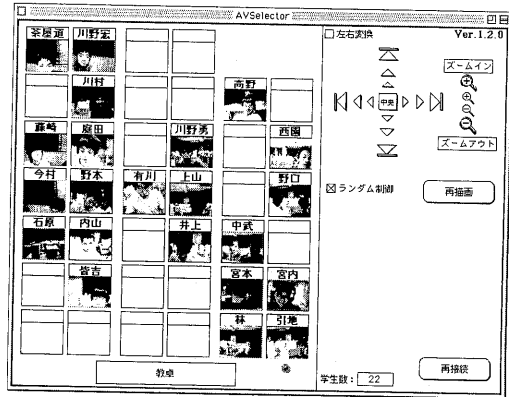 AVSelector
茶屋道 川野宏
川村 高野
藤崎 庭田 川野勇 西園
今村 野本 有川 上山 野口
石原 内山 井上 中武
皆吉 宮本 宮内
林 引地
教卓
左右変換 Ver.1.2.0
ズームイン
中央
ズームアウト
ランダム制御 再描画
再接続
学生数: 22